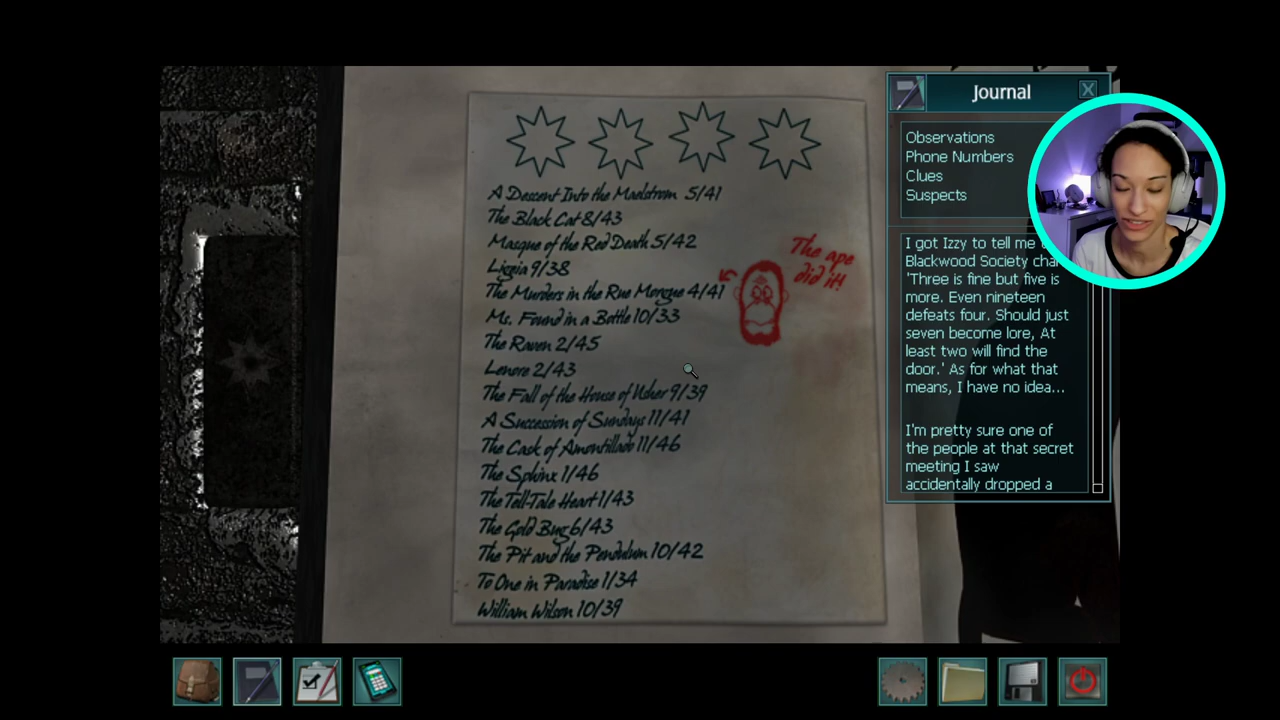 A Descent Into the Maelstrom 5/41
The Black Cat 8/43
Masque of the Red Death 5/42
Liggia 9/38
The Murders in the Rue Morgue 4/41
Ms. Found in a Bottle 10/33
The Raven 2/45
Lenore 2/43
The Fall of the House of Usher 9/39
A Succession of Sundays 11/41
The Cask of Amontillado 11/46
The Sphinx 1/46
The Tell-Tale Heart 1/43
The Gold Bug 6/43
The Pit and the Pendulum 10/42
To One in Paradise 1/34
William Wilson 10/39
The ape
did it!
Journal
Observations
Phone Numbers
Clues
Suspects
I got Izzy to tell me
Blackwood Society
'Three is fine but five is
more. Even nineteen
defeats four. Should just
seven become lore, At
least two will find the
door.' As for what that
means, I have no idea...
I'm pretty sure one of
the people at that secret
meeting I saw
accidentally dropped a